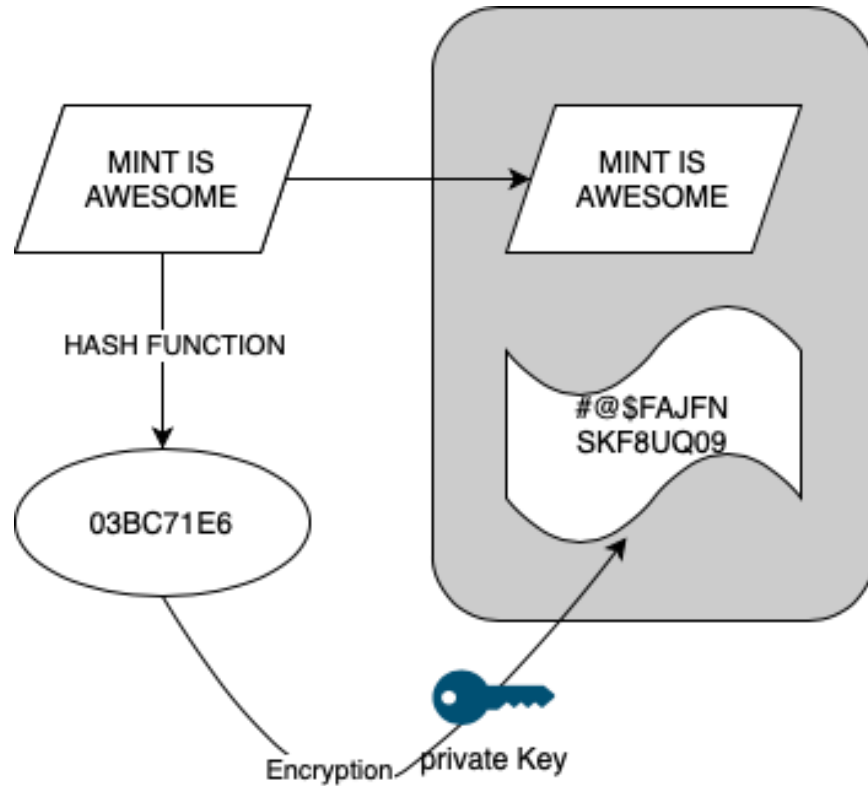 MINT IS
AWESOME
MINT IS
AWESOME
HASH FUNCTION
#@$FAJFN
SKF8UQ09
03BC71E6
Encryption
private Key